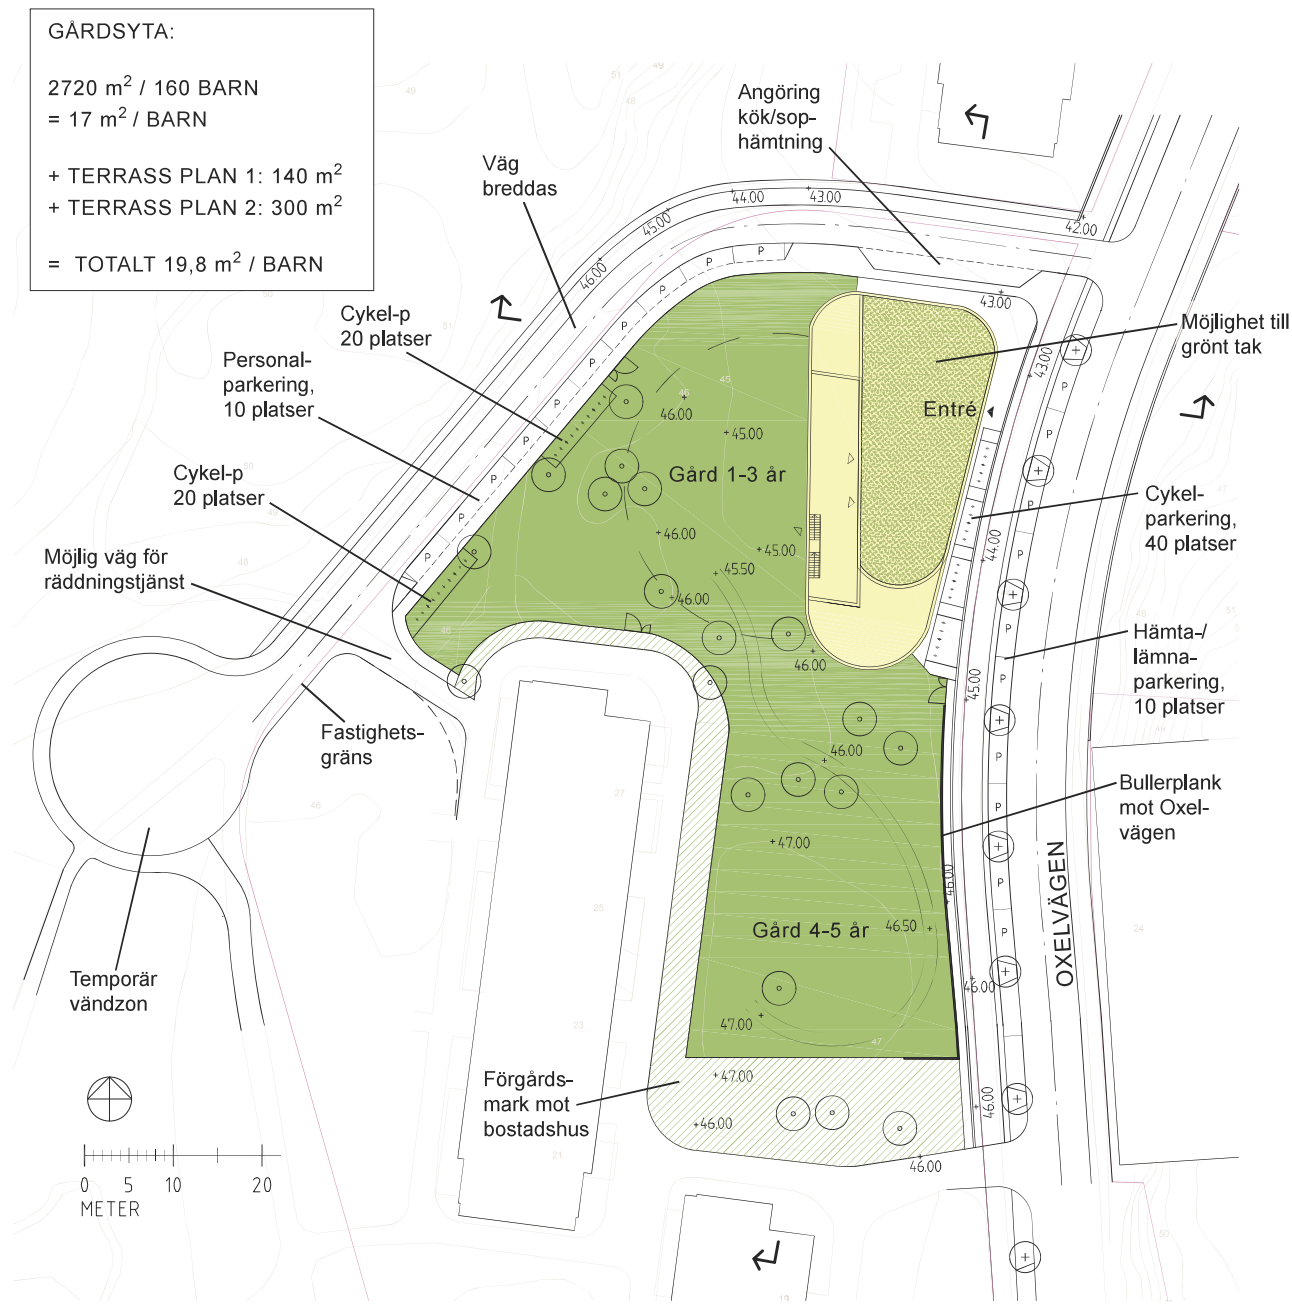 GÅRDSYTA:
2720 m² / 160 BARN
= 17 m² / BARN
+ TERRASS PLAN 1: 140 m²
+ TERRASS PLAN 2: 300 m²
= TOTALT 19,8 m² / BARN
Angöring
kök/sop-
hämtning
Väg
breddas
Cykel-p
20 platser
Personal-
parkering,
10 platser
Cykel-p
20 platser
Möjlig väg för
räddningstjänst
Fastighets-
gräns
Temporär
vändzon
Förgårds-
mark mot
bostadshus
Möjlighet till
grönt tak
Entré
Cykel-
parkering,
40 platser
Hämta-/
lämna-
parkering,
10 platser
Bullerplank
mot Oxel-
vägen
OXELVÄGEN
Gård 1-3 år
Gård 4-5 år
44.00
43.00
42.00
45.00
46.00
43.00
43.00
44.00
45.00
46.00
45.00
46.00
45.00
45.50
46.00
46.00
46.00
47.00
46.50
46.00
46.00
47.00
47.00
46.00
46.00
46.00
0 5 10 20
METER